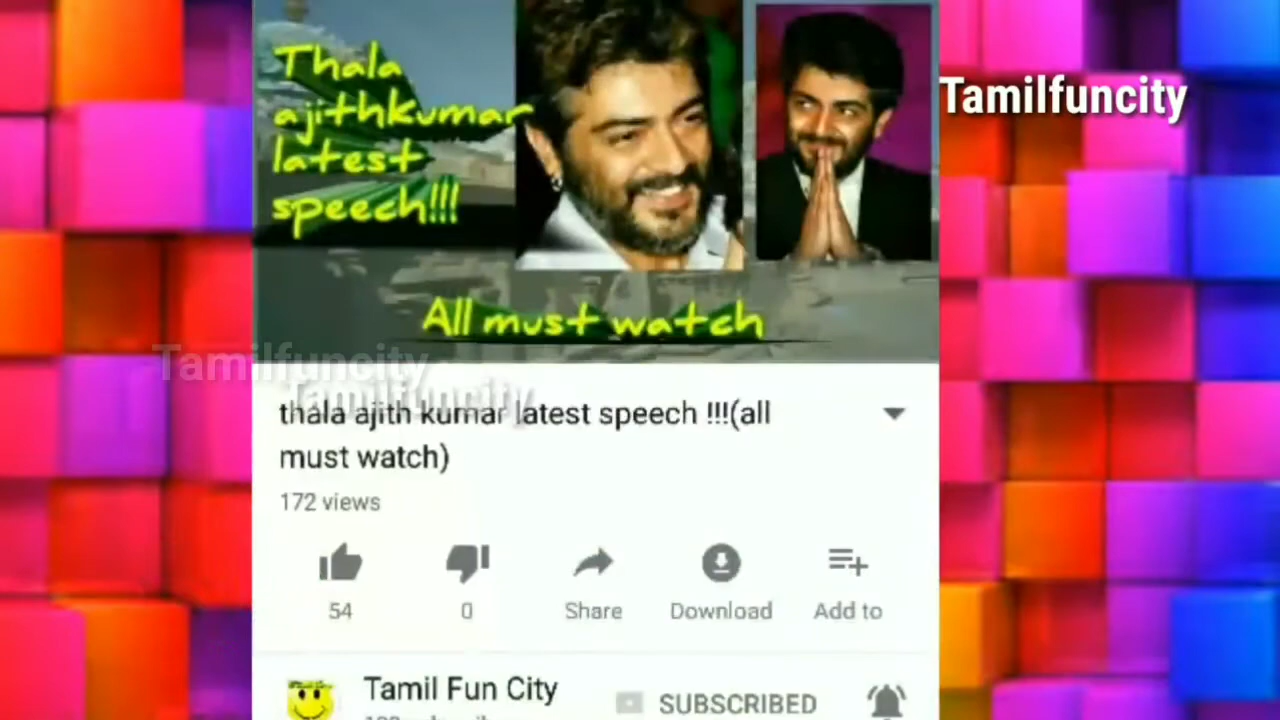 Thala
ajithkumar
latest
speech!!!
All must watch
Tamilfuncity
Tamilfuncity
Tamilfuncity
thala ajith kumar latest speech !!!(all
must watch)
172 views
54
0
Share
Download
Add to
Tamil Fun City
SUBSCRIBED